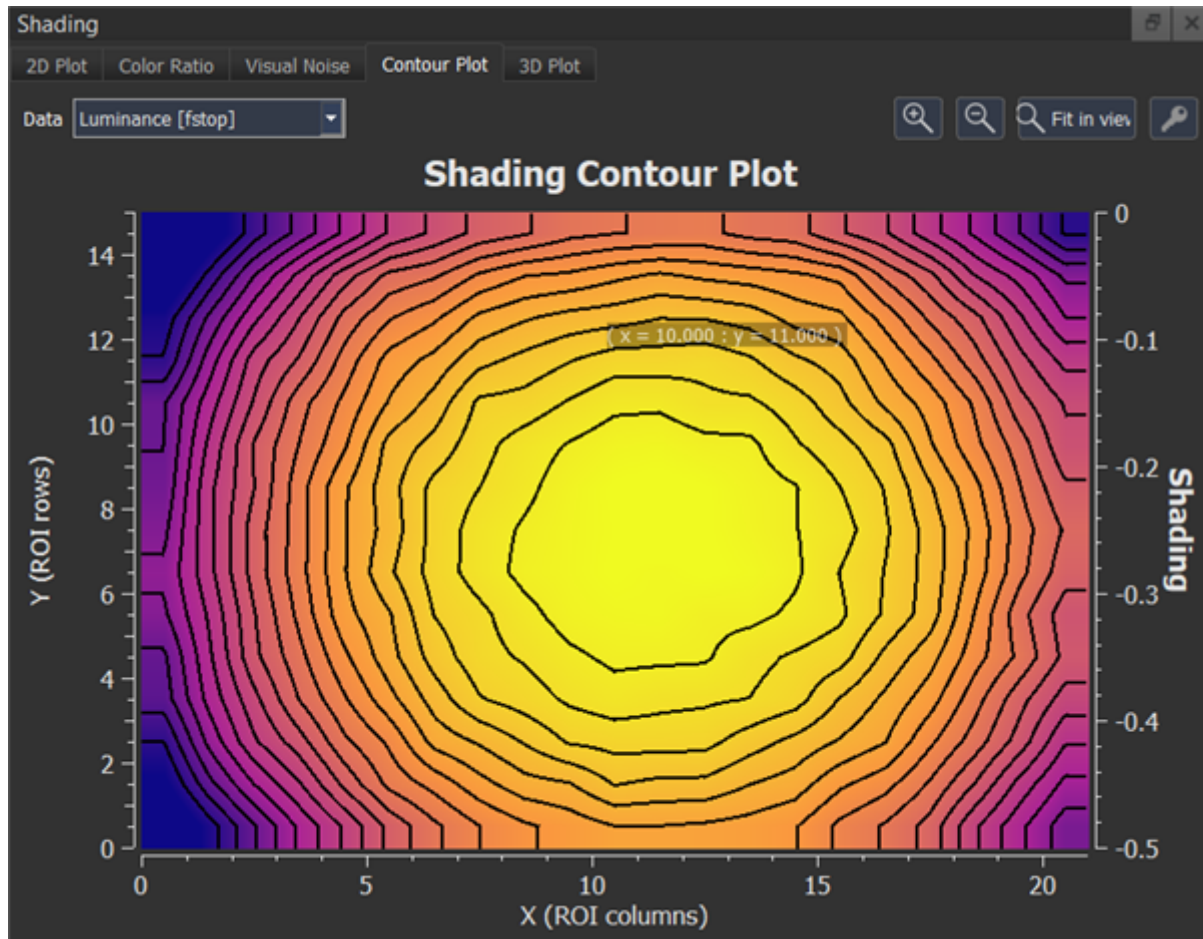 Shading
2D Plot Color Ratio Visual Noise Contour Plot 3D Plot
Data Luminance [fstop] Fit in view
Shading Contour Plot
14
12
10
8
6
4
2
0
Y (ROI rows)
( x = 10.000 : y = 11.000 )
0
-0.1
-0.2
-0.3
-0.4
-0.5
Shading
0 5 10 15 20
X (ROI columns)